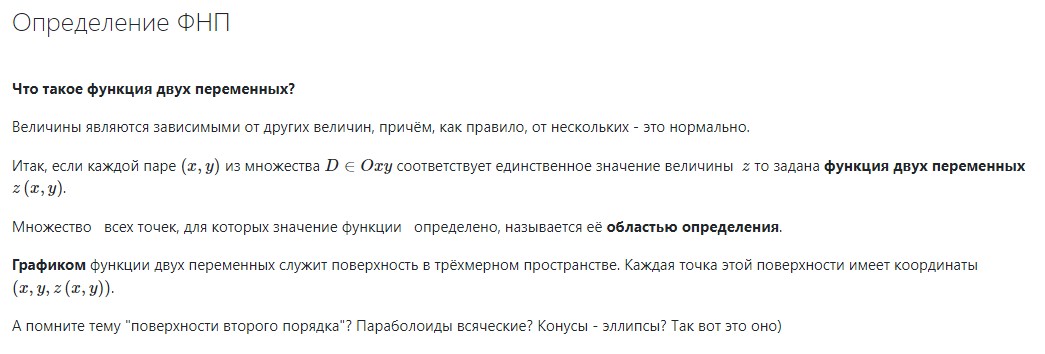 Определение ФНП
Что такое функция двух переменных?
Величины являются зависимыми от других величин, причём, как правило, от нескольких - это нормально.
Итак, если каждой паре (x, y) из множества D ∈ Oxy соответствует единственное значение величины z то задана функция двух переменных
z (x, y).
Множество всех точек, для которых значение функции определено, называется её областью определения.
Графиком функции двух переменных служит поверхность в трёхмерном пространстве. Каждая точка этой поверхности имеет координаты
(x, y, z (x, y)).
А помните тему "поверхности второго порядка"? Параболоиды всяческие? Конусы - эллипсы? Так вот это оно)